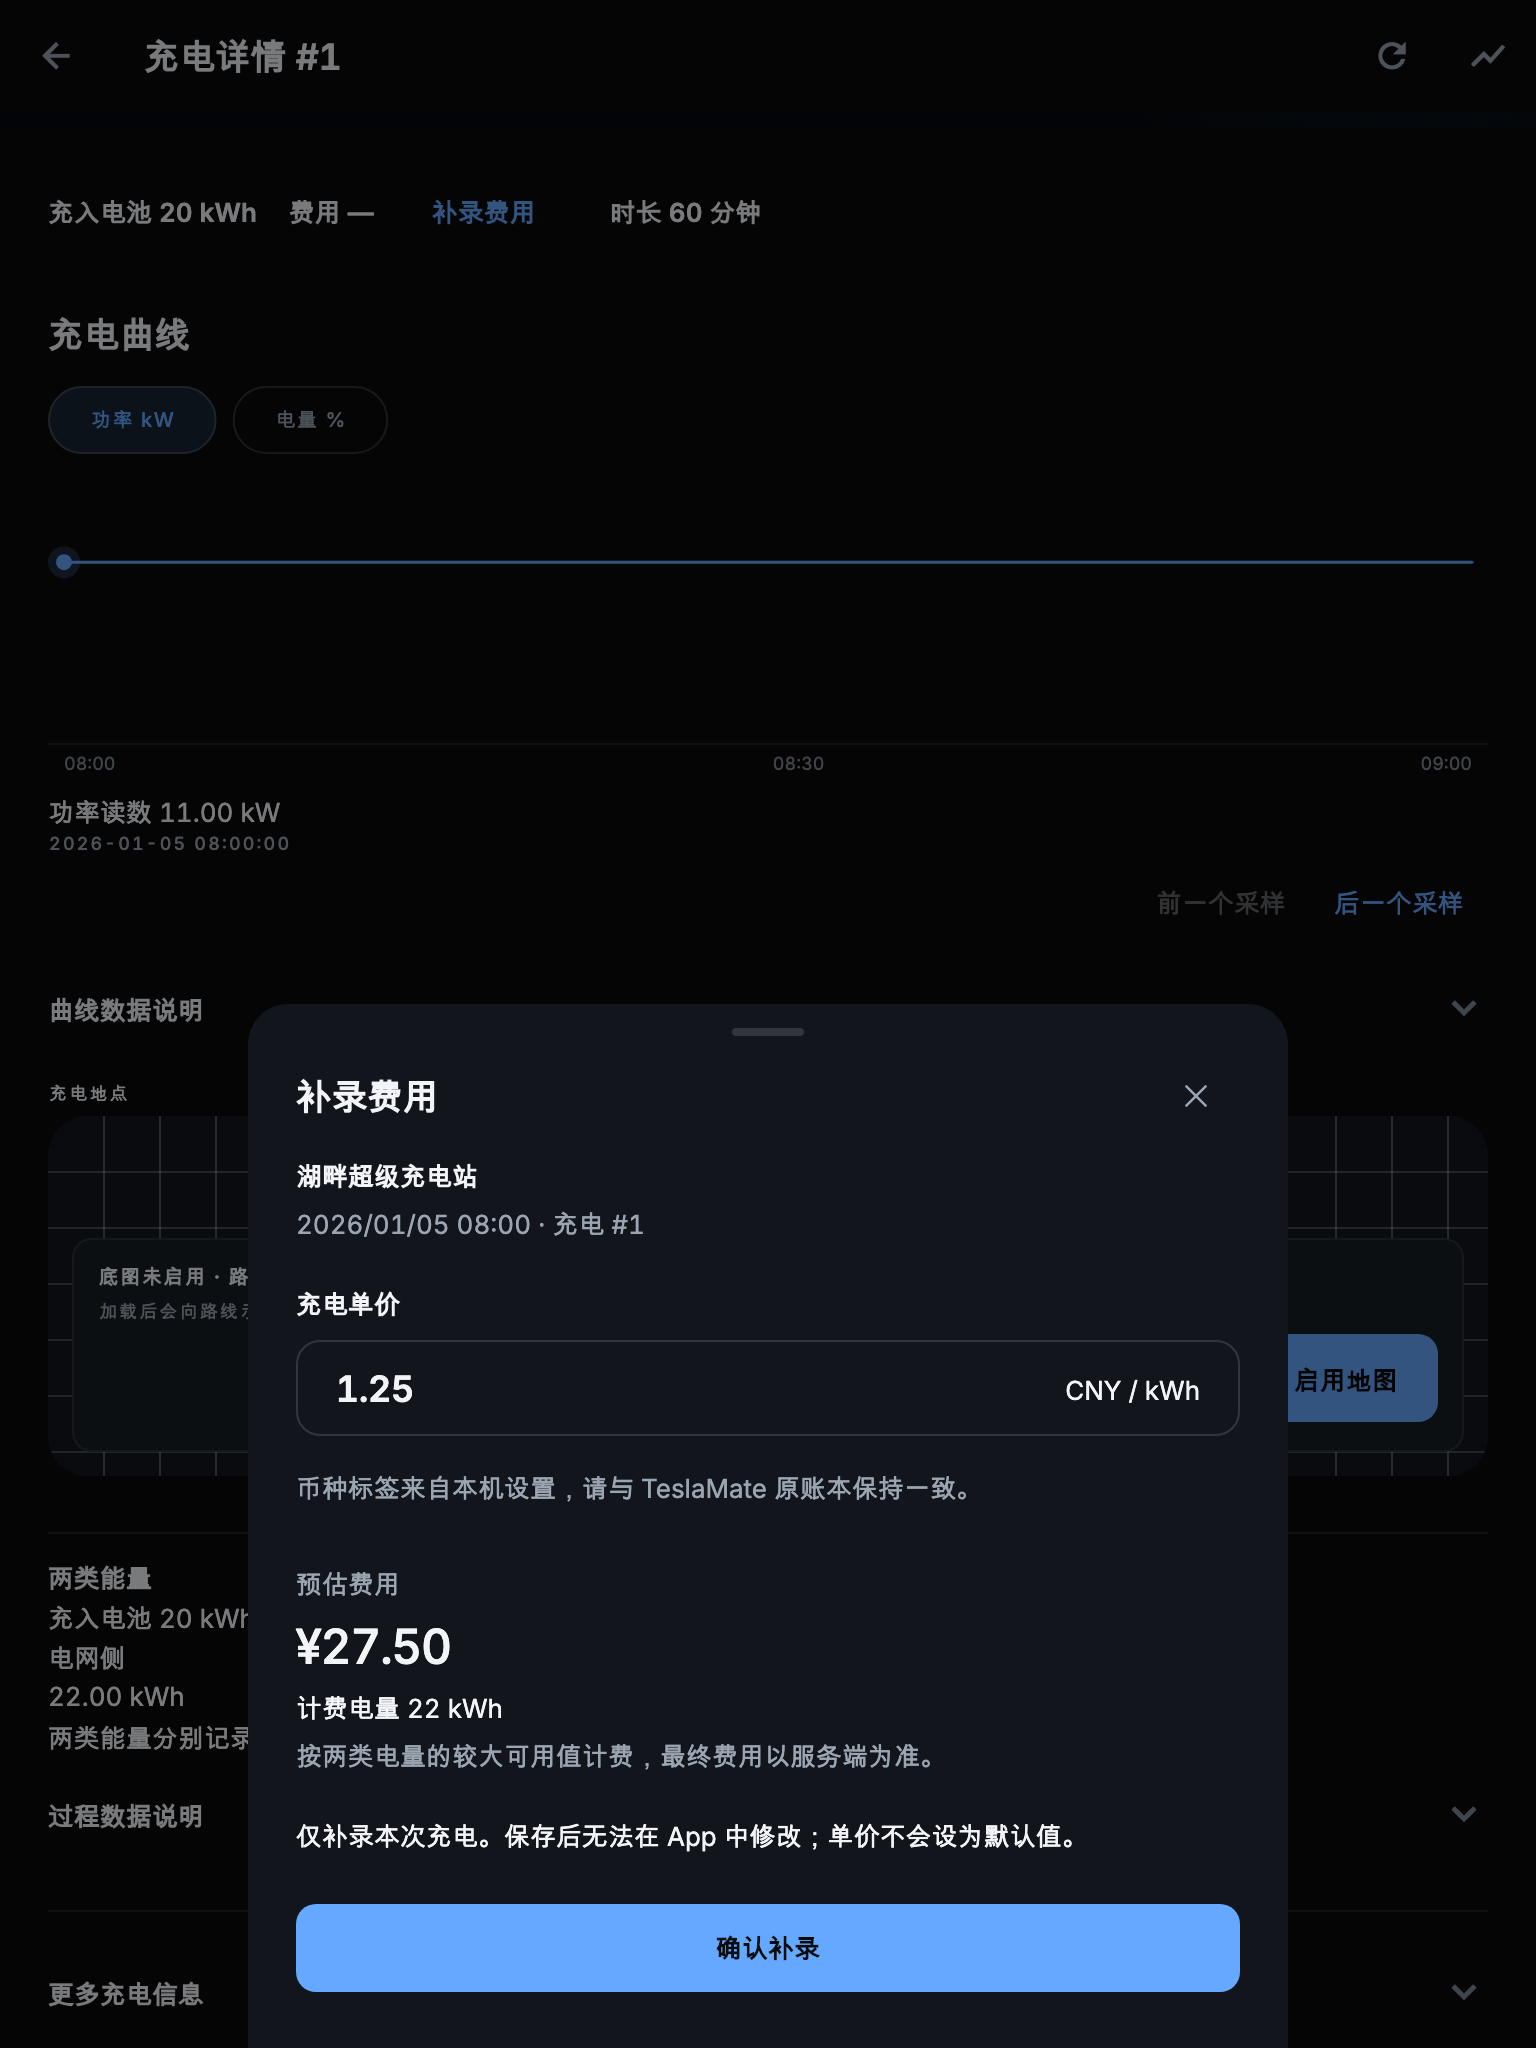 充电详情 #1
充入电池 20 kWh 费用 — 补录费用 时长 60 分钟
充电曲线
功率 kW 电量 %
08:00 08:30 09:00
功率读数 11.00 kW
2026-01-05 08:00:00
前一个采样 后一个采样
曲线数据说明
充电地点
底图未启用 · 路
加载后会向路线
启用地图
两类能量
充入电池 20 kWh
电网侧
22.00 kWh
两类能量分别记录
过程数据说明
更多充电信息
补录费用
湖畔超级充电站
2026/01/05 08:00 · 充电 #1
充电单价
1.25 CNY / kWh
币种标签来自本机设置，请与 TeslaMate 原账本保持一致。
预估费用
¥27.50
计费电量 22 kWh
按两类电量的较大可用值计费，最终费用以服务端为准。
仅补录本次充电。保存后无法在 App 中修改；单价不会设为默认值。
确认补录